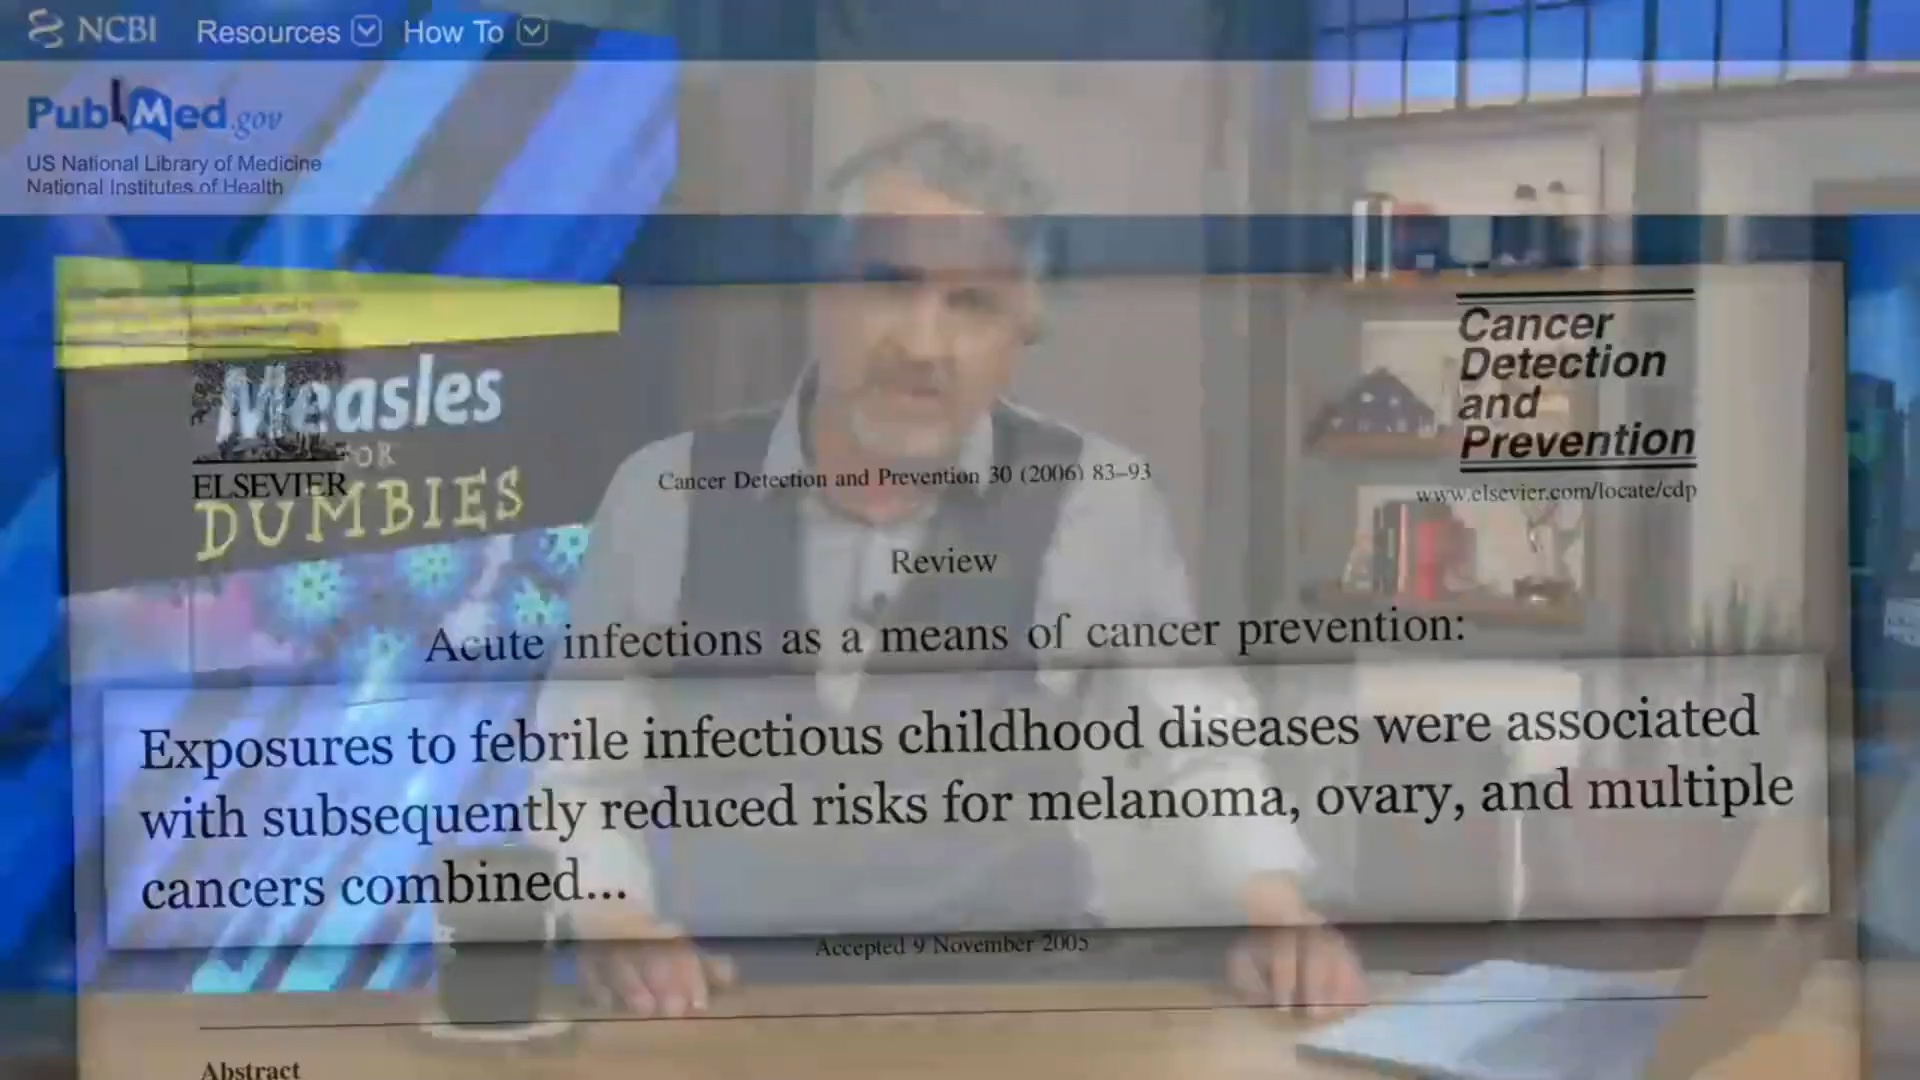 NCBI Resources How To
PubMed.gov
US National Library of Medicine
National Institutes of Health
Measles
FOR
DUMBIES
ELSEVIER
Cancer Detection and Prevention 30 (2006) 83–93
Cancer
Detection
and
Prevention
www.elsevier.com/locate/cdp
Review
Acute infections as a means of cancer prevention:
Exposures to febrile infectious childhood diseases were associated
with subsequently reduced risks for melanoma, ovary, and multiple
cancers combined...
Accepted 9 November 2005
Abstract